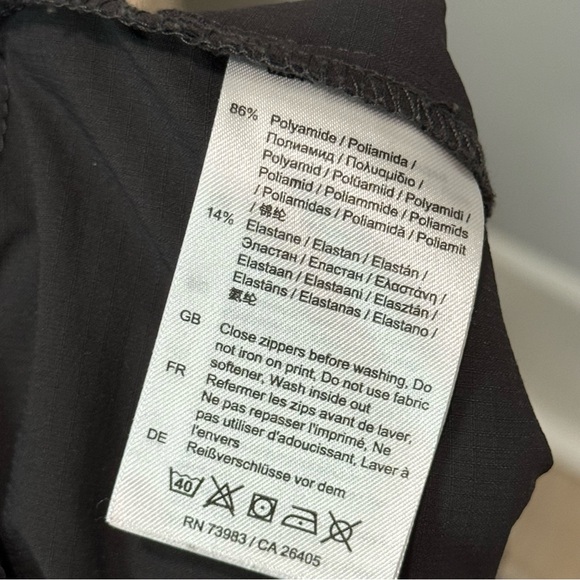 86% Polyamide / Poliamida /
Полиамид / Πολυαμιδιο /
Polyamid / Polüamiid / Polyamidi /
Poliamid / Poliammide / Poliamīds
/ Poliamidas / Poliamidă / Poliamit
/ 锦纶
14% Elastane / Elastan / Elastán /
Эластан / Еластан / Ελαστάνη /
Elastaan / Elastaani / Elasztán /
Elastāns / Elastanas / Elastano /
氨纶
GB Close zippers before washing, Do
not iron on print, Do not use fabric
softener, Wash inside out
FR Refermer les zips avant de laver,
Ne pas repasser l'imprimé, Ne
pas utiliser d'adoucissant, Laver à
l'envers
DE Reißverschlüsse vor dem
40
RN 73983 / CA 26405